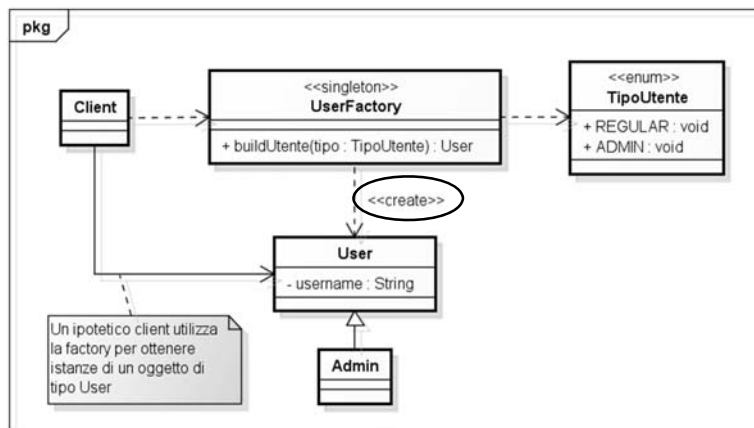 pkg
Client
<<singleton>>
UserFactory
+ buildUtente(tipo : TipoUtente) : User
<<enum>>
TipoUtente
+ REGULAR : void
+ ADMIN : void
<<create>>
User
- username : String
Un ipotetico client utilizza
la factory per ottenere
istanze di un oggetto di
tipo User
Admin